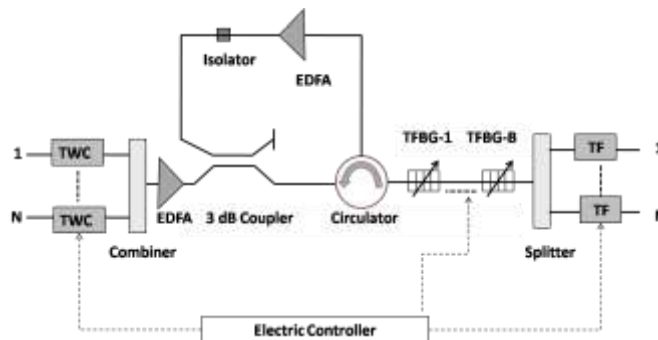 Isolator
EDFA
TFBG-1 TFBG-B
1 TWC TF 1
N TWC TF
EDFA 3 dB Coupler Circulator
Combiner Splitter
Electric Controller